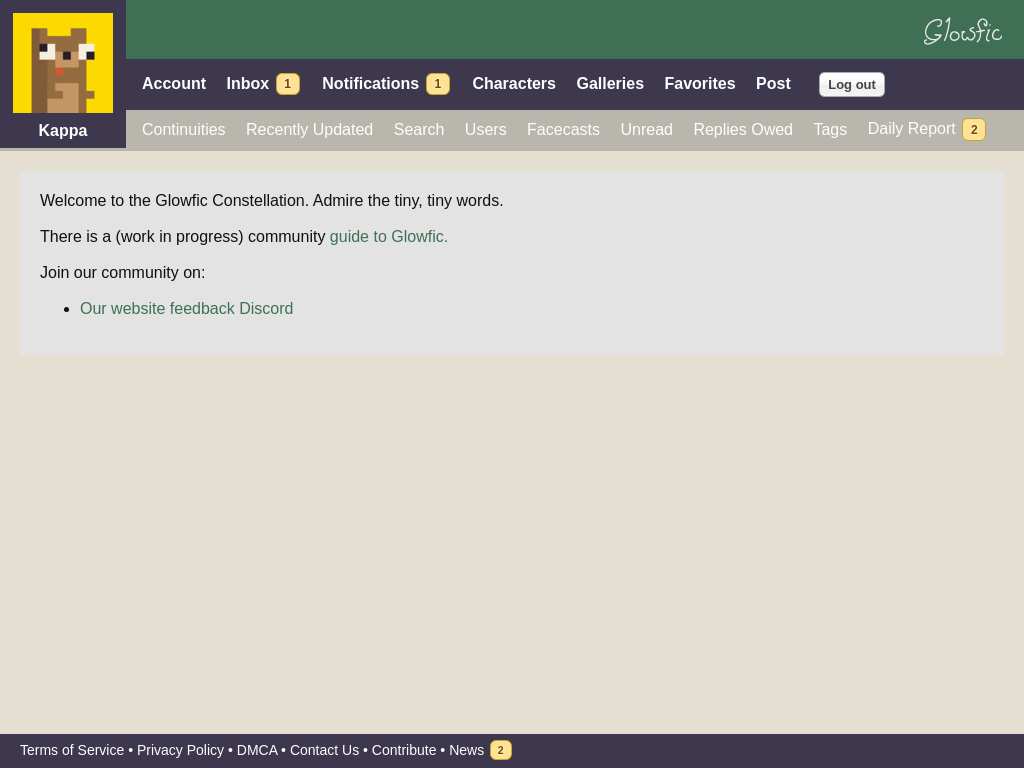 Glowfic
Account Inbox 1 Notifications 1 Characters Galleries Favorites Post Log out
Kappa
Continuities Recently Updated Search Users Facecasts Unread Replies Owed Tags Daily Report 2
Welcome to the Glowfic Constellation. Admire the tiny, tiny words.
There is a (work in progress) community guide to Glowfic.
Join our community on:
• Our website feedback Discord
Terms of Service • Privacy Policy • DMCA • Contact Us • Contribute • News 2